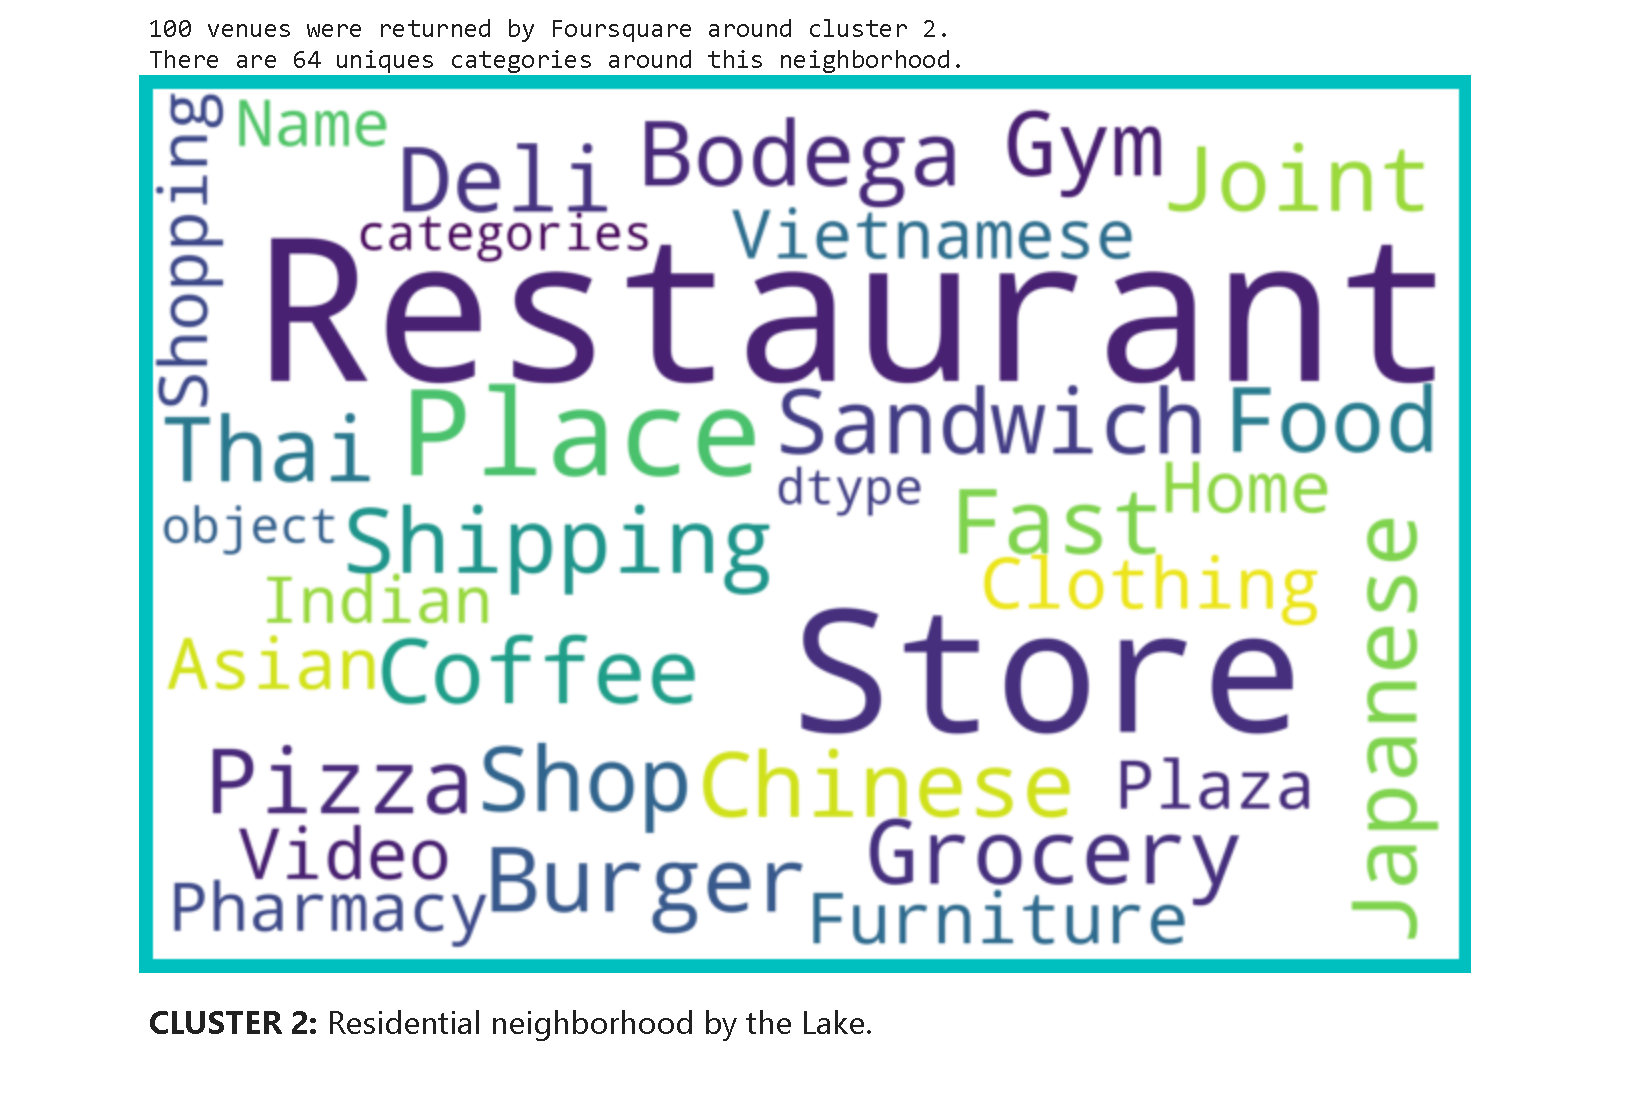 100 venues were returned by Foursquare around cluster 2.
There are 64 uniques categories around this neighborhood.
Shopping
Name
Deli
Bodega
Gym
Joint
categories
Vietnamese
Restaurant
Thai
Place
Sandwich
Food
dtype
Home
object
Shipping
Fast
Japanese
Indian
Clothing
Asian
Coffee
Store
Pizza
Shop
Chinese
Plaza
Video
Grocery
Pharmacy
Burger
Furniture
CLUSTER 2: Residential neighborhood by the Lake.